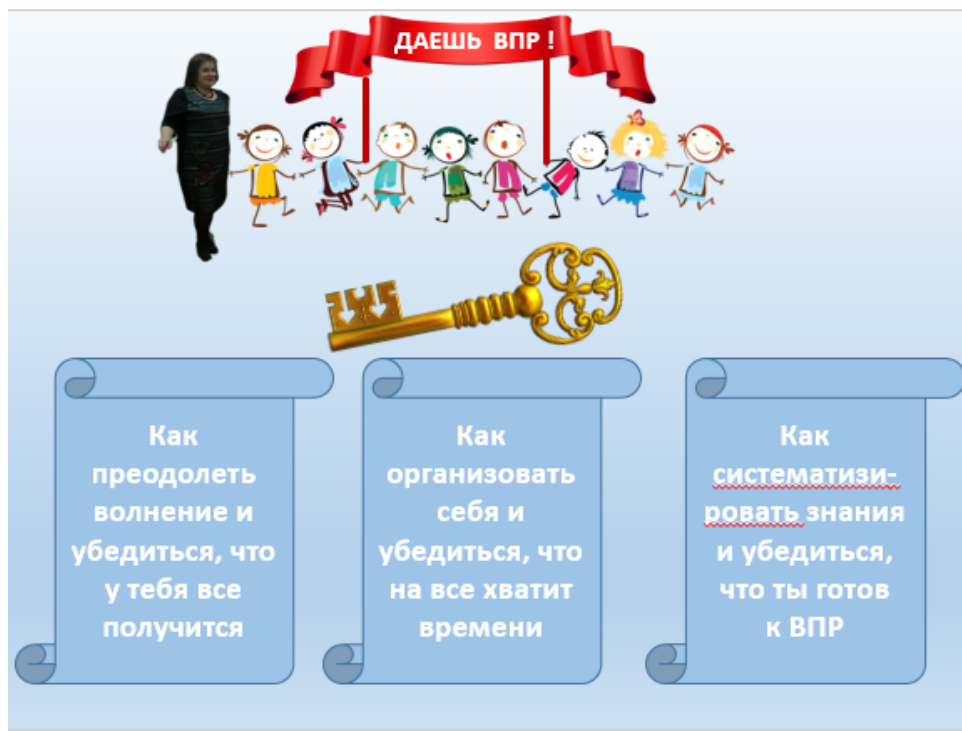 ДАЕШЬ ВПР !
Как
преодолеть
волнение и
убедиться, что
у тебя все
получится
Как
организовать
себя и
убедиться, что
на все хватит
времени
Как
системaтизи-
ровать знания
и убедиться,
что ты готов
к ВПР